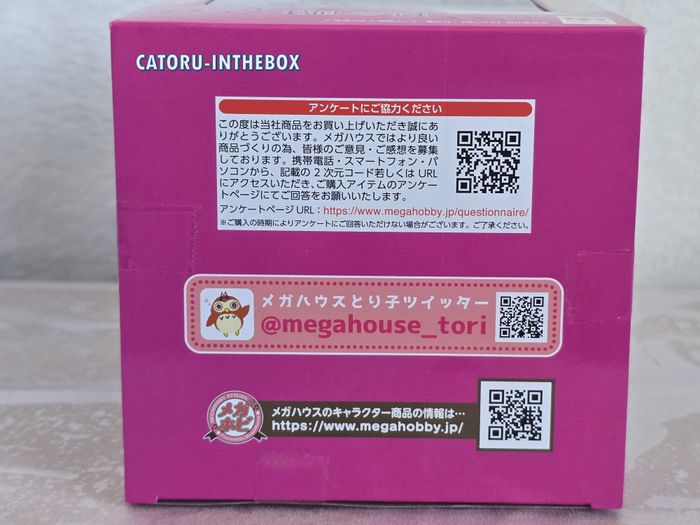 CATORU-INTHEBOX
アンケートにご協力ください
この度は当社商品をお買い上げいただき誠にあ
りがとうございます。メガハウスではより良い
商品づくりの為、皆様のご意見・ご感想を募集
しております。携帯電話・スマートフォン・パ
ソコンから、記載の2次元コード若しくはURL
にアクセスいただき、ご購入アイテムのアンケー
トページにてご回答をお願いいたします。
アンケートページURL：https://www.megahobby.jp/questionnaire/
※ご購入の時期によりアンケートにご回答いただけない場合がございます。ご了承ください。
メガハウスとり子ツイッター
@megahouse_tori
メガホビ
メガハウスのキャラクター商品の情報は…
https://www.megahobby.jp/